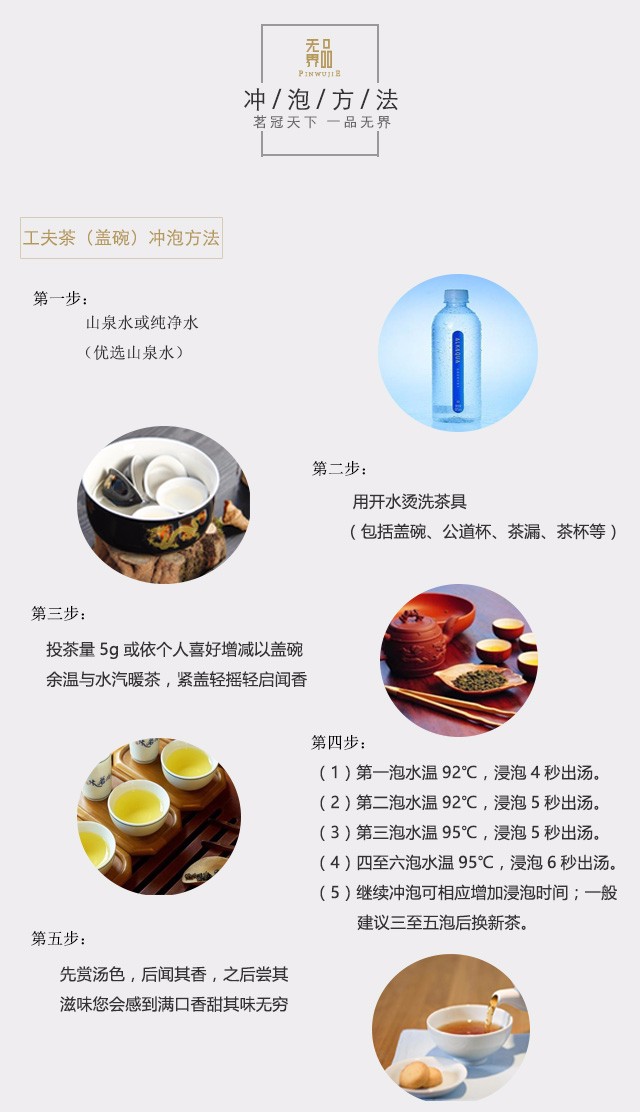 无品
界
PINWUJIE
冲/泡/方/法
茗冠天下 一品无界
工夫茶（盖碗）冲泡方法
第一步：
山泉水或纯净水
（优选山泉水）
ALKAQUA
第二步：
用开水烫洗茶具
（包括盖碗、公道杯、茶漏、茶杯等）
第三步：
投茶量 5g 或依个人喜好增减以盖碗
余温与水汽暖茶，紧盖轻摇轻启闻香
第四步：
（1）第一泡水温 92℃，浸泡 4 秒出汤。
（2）第二泡水温 92℃，浸泡 5 秒出汤。
（3）第三泡水温 95℃，浸泡 5 秒出汤。
（4）四至六泡水温 95℃，浸泡 6 秒出汤。
（5）继续冲泡可相应增加浸泡时间；一般
建议三至五泡后换新茶。
第五步：
先赏汤色，后闻其香，之后尝其
滋味您会感到满口香甜其味无穷